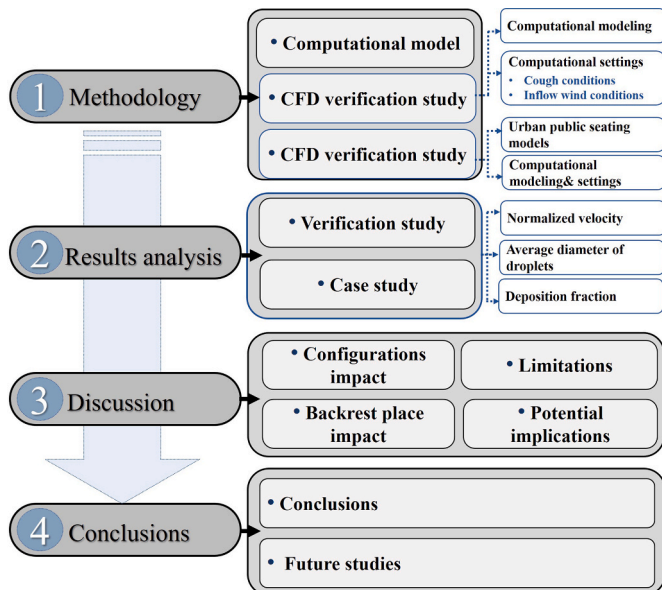 1 Methodology
• Computational model
• CFD verification study
• CFD verification study
Computational modeling
Computational settings
• Cough conditions
• Inflow wind conditions
Urban public seating
models
Computational
modeling& settings
2 Results analysis
• Verification study
• Case study
Normalized velocity
Average diameter of
droplets
Deposition fraction
3 Discussion
• Configurations
impact
• Limitations
• Backrest place
impact
• Potential
implications
4 Conclusions
• Conclusions
• Future studies